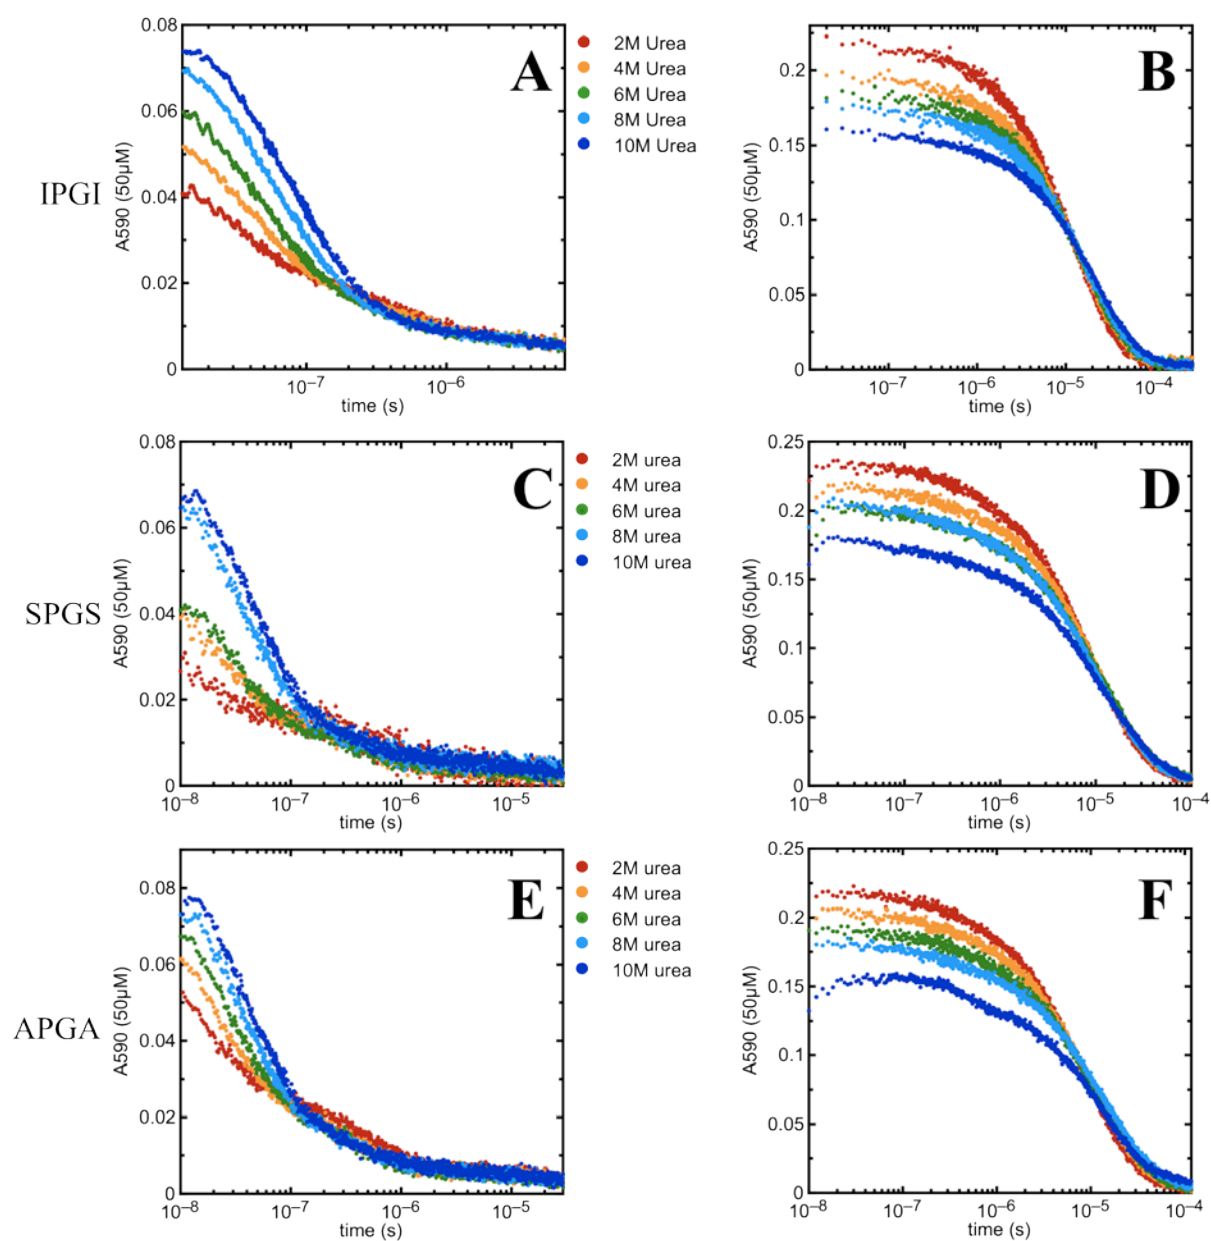 IPGI
A
A590 (50µM)
0.08
0.06
0.04
0.02
0
10⁻⁷
10⁻⁶
time (s)
2M Urea
4M Urea
6M Urea
8M Urea
10M Urea
B
A590 (50µM)
0.2
0.15
0.1
0.05
0
10⁻⁷
10⁻⁶
10⁻⁵
10⁻⁴
time (s)
SPGS
C
A590 (50µM)
0.08
0.06
0.04
0.02
0
10⁻⁸
10⁻⁷
10⁻⁶
10⁻⁵
time (s)
2M urea
4M urea
6M urea
8M urea
10M urea
D
A590 (50µM)
0.25
0.2
0.15
0.1
0.05
0
10⁻⁸
10⁻⁷
10⁻⁶
10⁻⁵
10⁻⁴
time (s)
APGA
E
A590 (50µM)
0.08
0.06
0.04
0.02
0
10⁻⁸
10⁻⁷
10⁻⁶
10⁻⁵
time (s)
2M urea
4M urea
6M urea
8M urea
10M urea
F
A590 (50µM)
0.25
0.2
0.15
0.1
0.05
0
10⁻⁸
10⁻⁷
10⁻⁶
10⁻⁵
10⁻⁴
time (s)